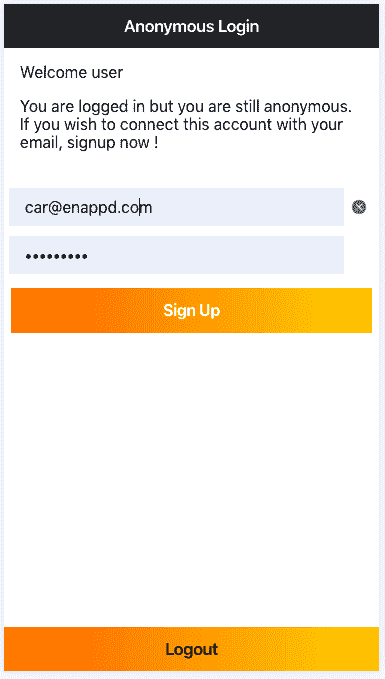 Anonymous Login
Welcome user
You are logged in but you are still anonymous.
If you wish to connect this account with your
email, signup now !
car@enappd.com
•••••••••
Sign Up
Logout